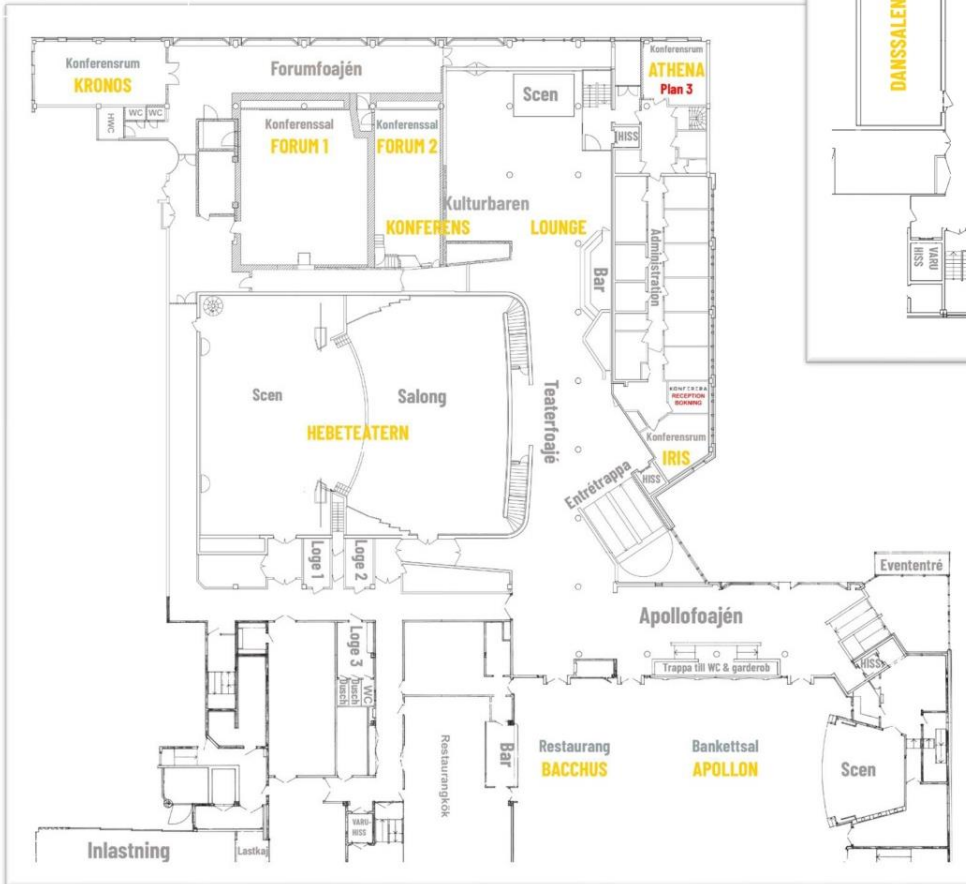 Konferensrum
KRONOS
HWC
WC
WC
Forumfoajén
Konferenssal
FORUM 1
Konferenssal
FORUM 2
Scen
Konferensrum
ATHENA
Plan 3
HISS
DANSSALEN
VARU
HISS
Kulturbaren
KONFERENS
LOUNGE
Bar
Administration
Scen
Salong
HEBETEATERN
Teaterfoajé
RECEPTION
BOKNING
Konferensrum
IRIS
HISS
Entrétrappa
Loge 1
Loge 2
Evententré
Apollofoajén
Trappa till WC & garderob
HISS
Loge 3
Dusch
Dusch
WC
Restaurangkök
Bar
Restaurang
BACCHUS
Bankettsal
APOLLON
Scen
VARU-
HISS
Inlastning
Lastkaj